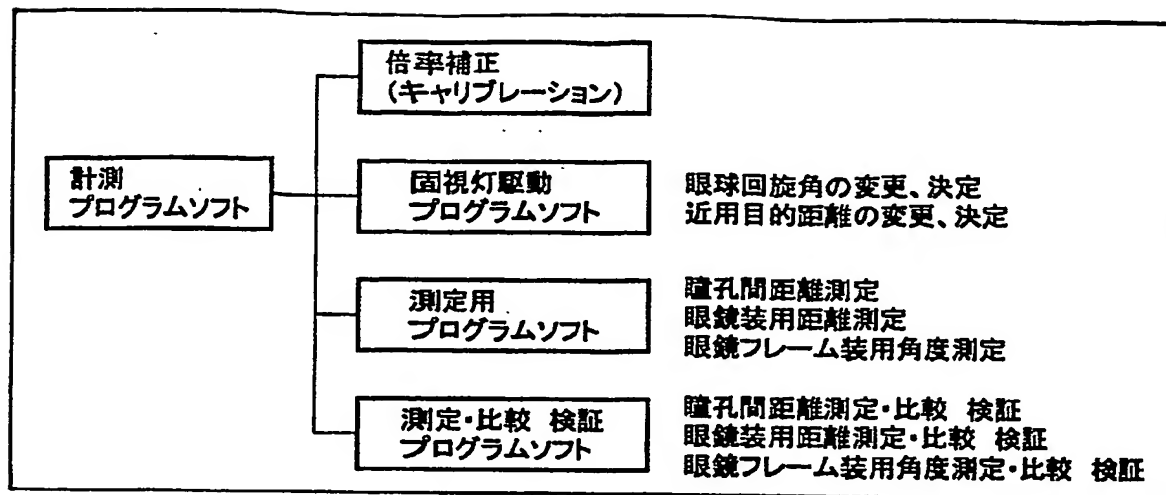 倍率補正
(キャリブレーション)
計測
プログラムソフト
固視灯駆動
プログラムソフト
眼球回旋角の変更、決定
近用目的距離の変更、決定
測定用
プログラムソフト
瞳孔間距離測定
眼鏡装用距離測定
眼鏡フレーム装用角度測定
測定・比較 検証
プログラムソフト
瞳孔間距離測定・比較 検証
眼鏡装用距離測定・比較 検証
眼鏡フレーム装用角度測定・比較 検証